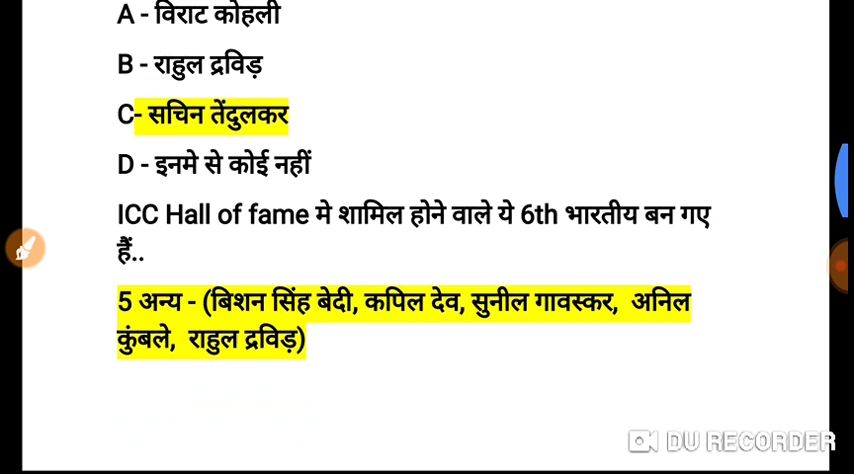 A - विराट कोहली
B - राहुल द्रविड़
C- सचिन तेंदुलकर
D - इनमे से कोई नहीं
ICC Hall of fame मे शामिल होने वाले ये 6th भारतीय बन गए
हैं..
5 अन्य - (बिशन सिंह बेदी, कपिल देव, सुनील गावस्कर, अनिल
कुंबले, राहुल द्रविड़)
DU RECORDER